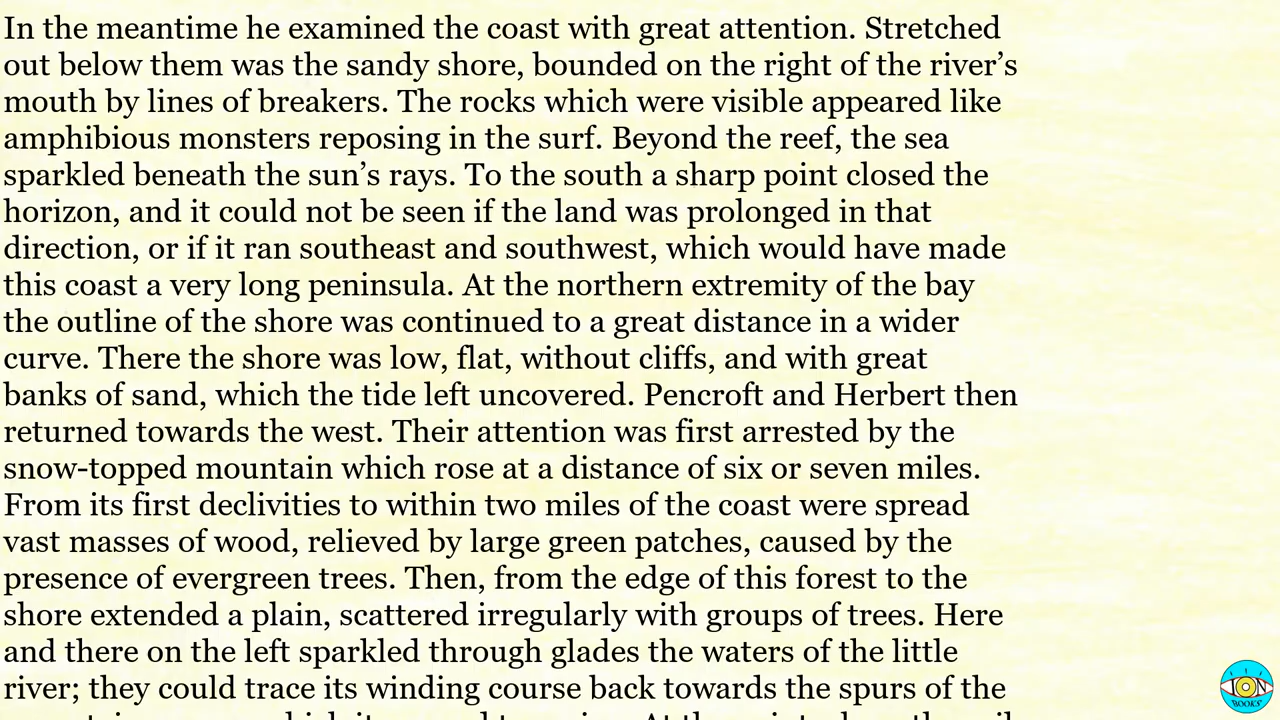 In the meantime he examined the coast with great attention. Stretched
out below them was the sandy shore, bounded on the right of the river’s
mouth by lines of breakers. The rocks which were visible appeared like
amphibious monsters reposing in the surf. Beyond the reef, the sea
sparkled beneath the sun’s rays. To the south a sharp point closed the
horizon, and it could not be seen if the land was prolonged in that
direction, or if it ran southeast and southwest, which would have made
this coast a very long peninsula. At the northern extremity of the bay
the outline of the shore was continued to a great distance in a wider
curve. There the shore was low, flat, without cliffs, and with great
banks of sand, which the tide left uncovered. Pencroft and Herbert then
returned towards the west. Their attention was first arrested by the
snow-topped mountain which rose at a distance of six or seven miles.
From its first declivities to within two miles of the coast were spread
vast masses of wood, relieved by large green patches, caused by the
presence of evergreen trees. Then, from the edge of this forest to the
shore extended a plain, scattered irregularly with groups of trees. Here
and there on the left sparkled through glades the waters of the little
river; they could trace its winding course back towards the spurs of the
ION
BOOKS